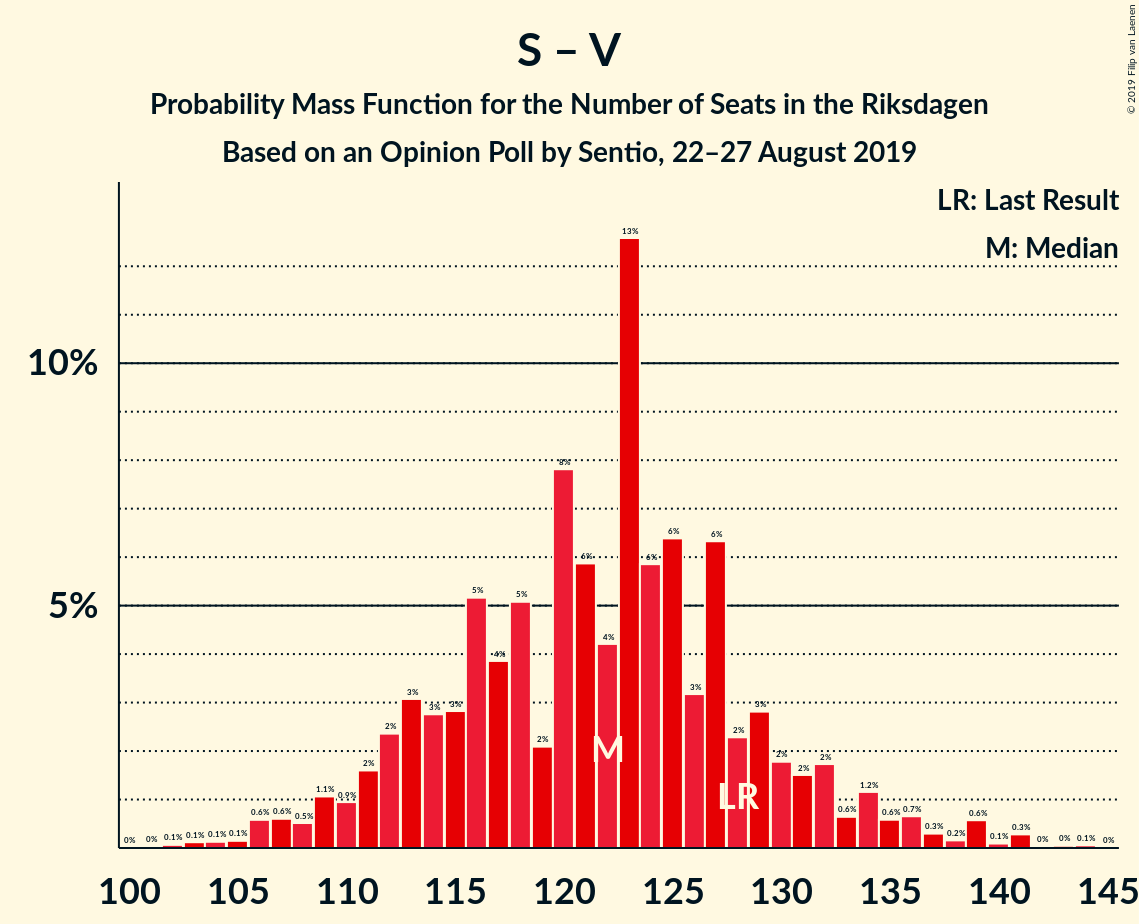 S – V
Probability Mass Function for the Number of Seats in the Riksdagen
Based on an Opinion Poll by Sentio, 22–27 August 2019
© 2019 Filip van Laenen
LR: Last Result
M: Median
10%
5%
0% 0% 0.1% 0.1% 0.1% 0.1% 0.6% 0.6% 0.5% 1.1% 0.9% 2% 2% 3% 3% 3% 5% 4% 5% 2% 8% 6% 4% 13% 6% 6% 3% 6% 2% 3% 2% 2% 2% 0.6% 1.2% 0.6% 0.7% 0.3% 0.2% 0.6% 0.1% 0.3% 0% 0% 0.1% 0%
M
LR
100 105 110 115 120 125 130 135 140 145